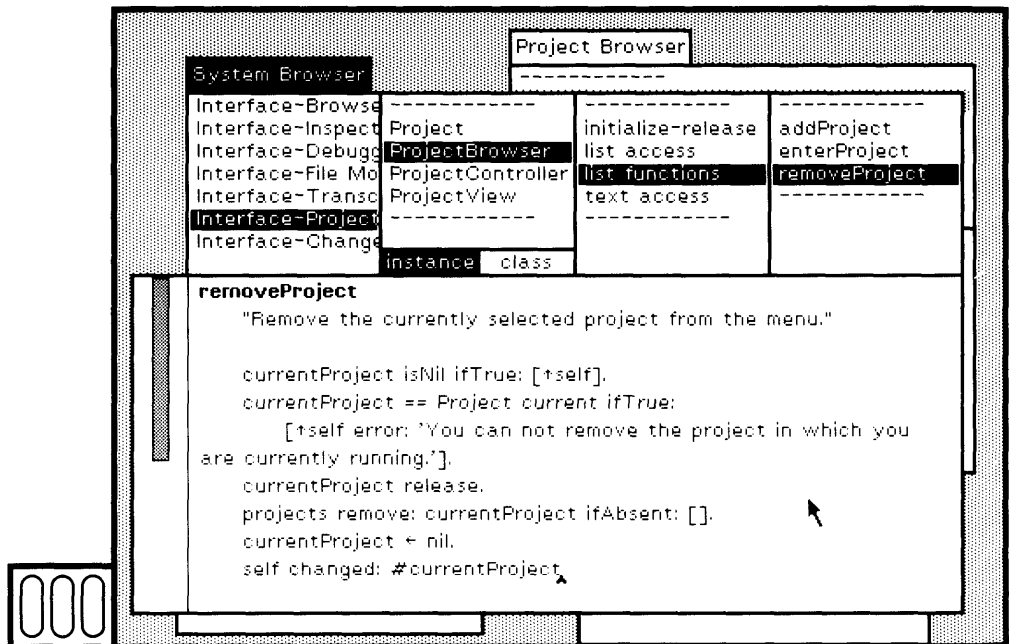 Project Browser
System Browser
------------
Interface-Browse
Interface-Inspect
Interface-Debugg
Interface-File Mo
Interface-Transc
Interface-Project
Interface-Change
------------
Project
ProjectBrowser
ProjectController
ProjectView
------------
instance class
------------
initialize-release
list access
list functions
text access
------------
------------
addProject
enterProject
removeProject
------------
removeProject
"Remove the currently selected project from the menu."
currentProject isNil ifTrue: [↑self].
currentProject == Project current ifTrue:
[↑self error: 'You can not remove the project in which you
are currently running.'].
currentProject release.
projects remove: currentProject ifAbsent: [].
currentProject ← nil.
self changed: #currentProject